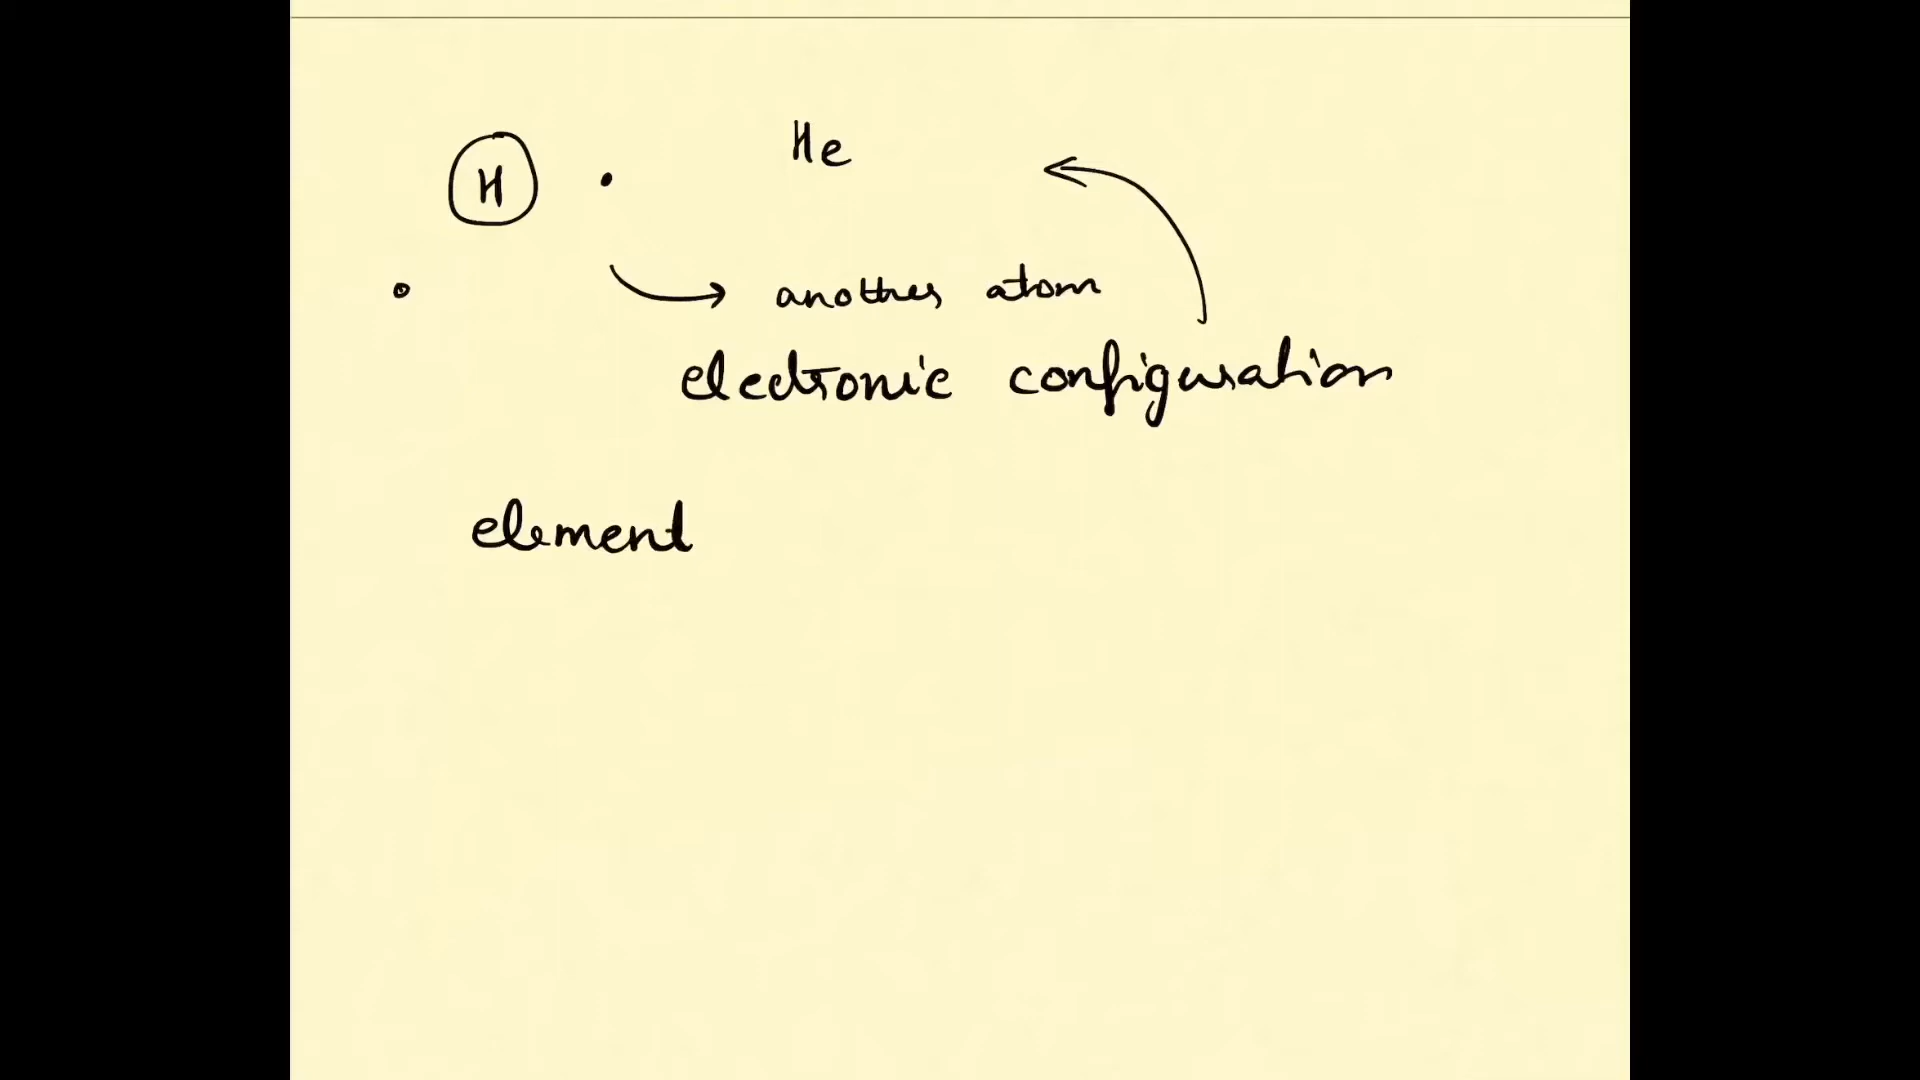 He
H
another atom
electronic configuration
element